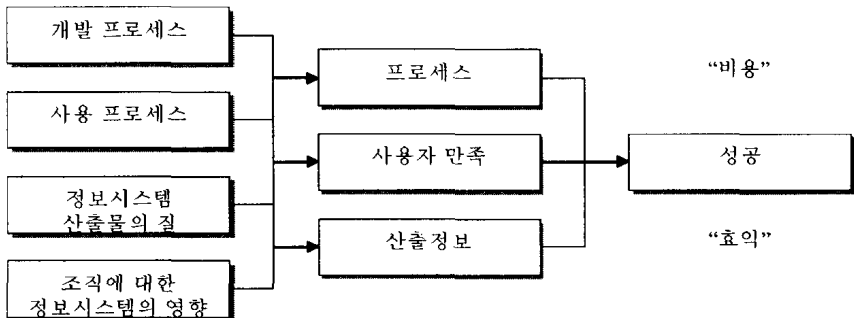 개발 프로세스
사용 프로세스
정보시스템
산출물의 질
조직에 대한
정보시스템의 영향
프로세스
사용자 만족
산출정보
“비용”
성공
“효익”